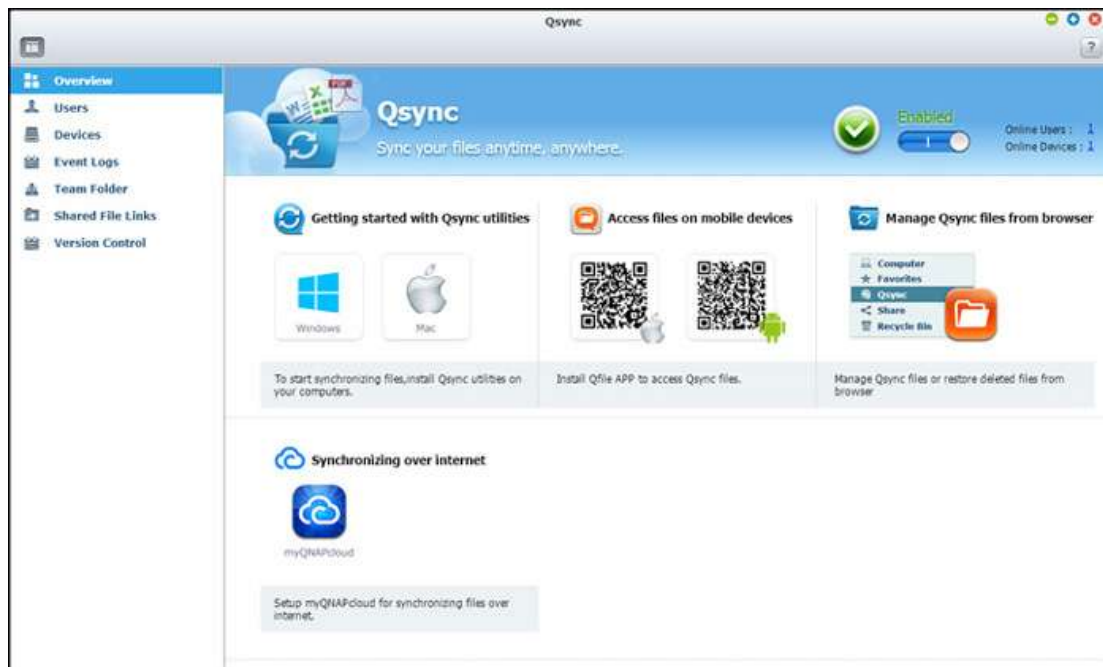 Qsync
?
Overview
Users
Devices
Event Logs
Team Folder
Shared File Links
Version Control
Qsync
Sync your files anytime, anywhere.
Enabled
Online Users : 1
Online Devices : 1
Getting started with Qsync utilities
Windows
Mac
To start synchronizing files,install Qsync utilities on
your computers.
Access files on mobile devices
Install Qfile APP to access Qsync files.
Manage Qsync files from browser
Computer
Favorites
Qsync
Share
Recycle Bin
Manage Qsync files or restore deleted files from
browser
Synchronizing over internet
myQNAPcloud
Setup myQNAPcloud for synchronizing files over
internet.